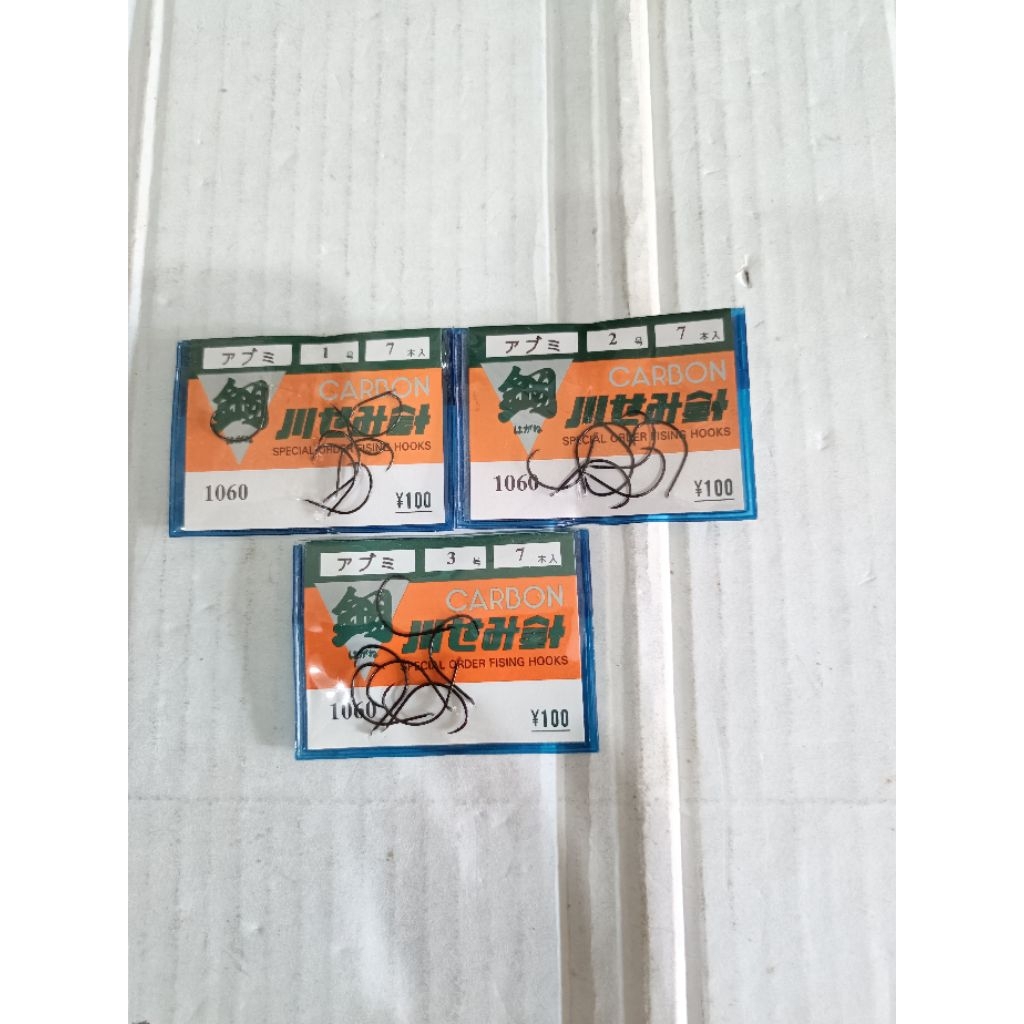 アブミ 1号 7本入
鋼
はがね
CARBON
川せみ針
SPECIAL ORDER FISING HOOKS
1060
¥100
アブミ 2号 7本入
鋼
はがね
CARBON
川せみ針
SPECIAL ORDER FISING HOOKS
1060
¥100
アブミ 3号 7本入
鋼
はがね
CARBON
川せみ針
SPECIAL ORDER FISING HOOKS
1060
¥100